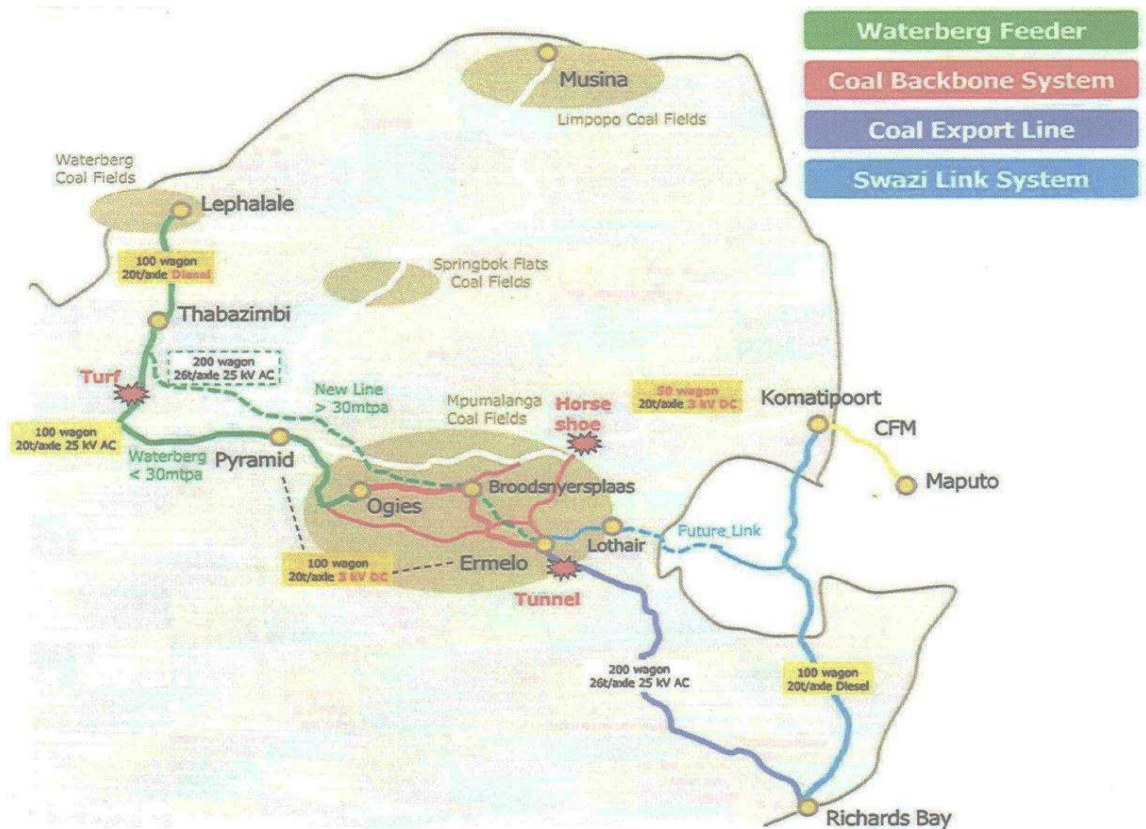 Waterberg Feeder
Coal Backbone System
Coal Export Line
Swazi Link System
Musina
Limpopo Coal Fields
Waterberg
Coal Fields
Lephalale
100 wagon
20t/axle Diesel
Springbok Flats
Coal Fields
Thabazimbi
200 wagon
26t/axle 25 kV AC
Turf
New Line
> 30mtpa
Mpumalanga
Coal Fields
Horse
shoe
50 wagon
20t/axle 3 kV DC
Komatipoort
CFM
Maputo
100 wagon
20t/axle 25 kV AC
Waterberg
< 30mtpa
Pyramid
Ogies
Broodsnyersplaas
Lothair
Future Link
Ermelo
100 wagon
20t/axle 3 kV DC
Tunnel
200 wagon
26t/axle 25 kV AC
100 wagon
20t/axle Diesel
Richards Bay